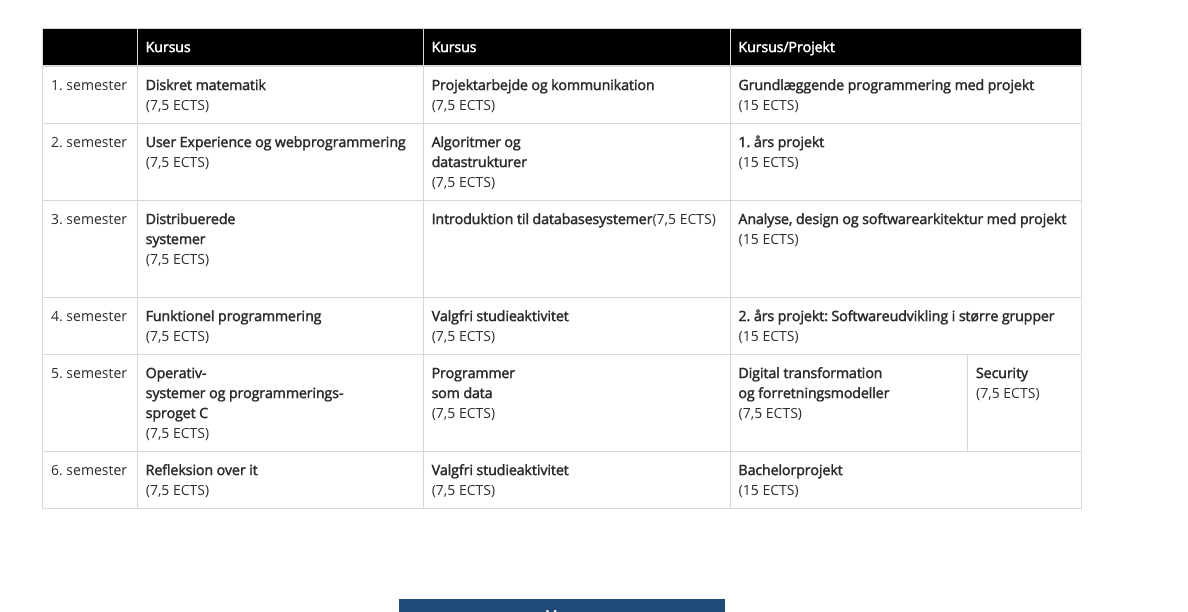 Kursus Kursus Kursus/Projekt
1. semester Diskret matematik Projektarbejde og kommunikation Grundlæggende programmering med projekt
(7,5 ECTS) (7,5 ECTS) (15 ECTS)
2. semester User Experience og webprogrammering Algoritmer og 1. års projekt
(7,5 ECTS) datastrukturer (15 ECTS)
(7,5 ECTS)
3. semester Distribuerede Introduktion til databasesystemer(7,5 ECTS) Analyse, design og softwarearkitektur med projekt
systemer (15 ECTS)
(7,5 ECTS)
4. semester Funktionel programmering Valgfri studieaktivitet 2. års projekt: Softwareudvikling i større grupper
(7,5 ECTS) (7,5 ECTS) (15 ECTS)
5. semester Operativ- Programmer Digital transformation Security
systemer og programmerings- som data og forretningsmodeller (7,5 ECTS)
sproget C (7,5 ECTS) (7,5 ECTS)
(7,5 ECTS)
6. semester Refleksion over it Valgfri studieaktivitet Bachelorprojekt
(7,5 ECTS) (7,5 ECTS) (15 ECTS)